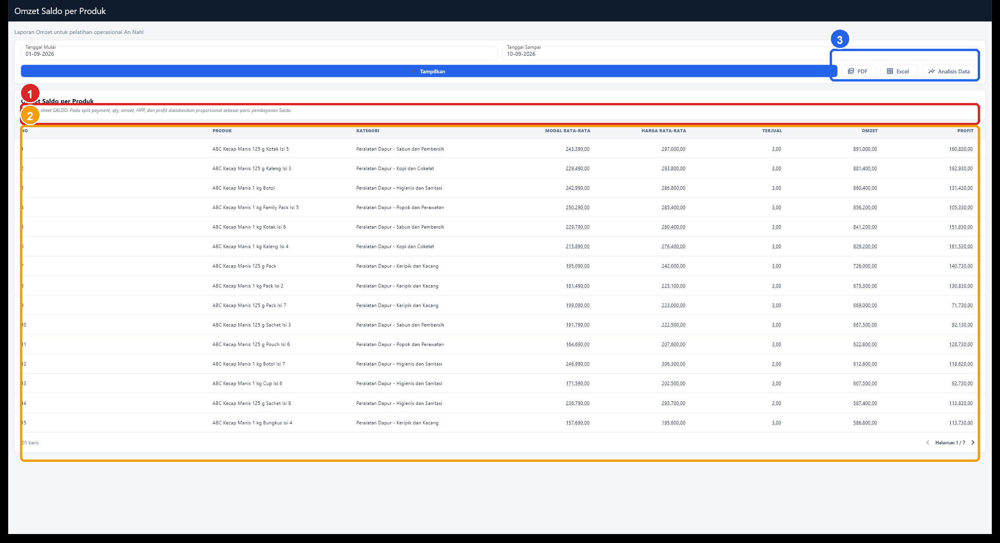 Omzet Saldo per Produk
Laporan Omzet untuk pelatihan operasional An Nahl
Tanggal Mulai
01-09-2026
Tanggal Sampai
10-09-2026
3
Tampilkan
PDF
Excel
Analisis Data
1
Saldo per Produk
2
sheet SALDO. Pada split payment, qty, omzet, HPP, dan profit dialokasikan proporsional sebesar porsi pembayaran Saldo.
NO PRODUK KATEGORI MODAL RATA-RATA HARGA RATA-RATA TERJUAL OMZET PROFIT
1 ABC Kecap Manis 125 g Kotak Isi 5 Peralatan Dapur - Sabun dan Pembersih 243.390,00 297.000,00 3,00 891.000,00 160.830,00
2 ABC Kecap Manis 125 g Kaleng Isi 3 Peralatan Dapur - Kopi dan Cokelat 229.490,00 293.800,00 3,00 881.400,00 192.930,00
3 ABC Kecap Manis 1 kg Botol Peralatan Dapur - Higienis dan Sanitasi 242.990,00 286.800,00 3,00 860.400,00 131.430,00
4 ABC Kecap Manis 1 kg Family Pack Isi 5 Peralatan Dapur - Popok dan Perawatan 250.290,00 285.400,00 3,00 856.200,00 105.330,00
5 ABC Kecap Manis 1 kg Kotak Isi 6 Peralatan Dapur - Sabun dan Pembersih 229.790,00 280.400,00 3,00 841.200,00 151.830,00
6 ABC Kecap Manis 1 kg Kaleng Isi 4 Peralatan Dapur - Kopi dan Cokelat 215.890,00 276.400,00 3,00 829.200,00 181.530,00
7 ABC Kecap Manis 125 g Pack Peralatan Dapur - Keripik dan Kacang 195.090,00 242.000,00 3,00 726.000,00 140.730,00
8 ABC Kecap Manis 1 kg Pack Isi 2 Peralatan Dapur - Keripik dan Kacang 181.490,00 225.100,00 3,00 675.300,00 130.830,00
9 ABC Kecap Manis 125 g Pack Isi 7 Peralatan Dapur - Keripik dan Kacang 199.090,00 223.000,00 3,00 669.000,00 71.730,00
10 ABC Kecap Manis 125 g Sachet Isi 3 Peralatan Dapur - Sabun dan Pembersih 191.790,00 222.500,00 3,00 667.500,00 92.130,00
11 ABC Kecap Manis 125 g Pouch Isi 6 Peralatan Dapur - Popok dan Perawatan 164.690,00 207.600,00 3,00 622.800,00 128.730,00
12 ABC Kecap Manis 1 kg Botol Isi 7 Peralatan Dapur - Higienis dan Sanitasi 246.990,00 306.300,00 2,00 612.600,00 118.620,00
13 ABC Kecap Manis 1 kg Cup Isi 6 Peralatan Dapur - Higienis dan Sanitasi 171.590,00 202.500,00 3,00 607.500,00 92.730,00
14 ABC Kecap Manis 125 g Sachet Isi 8 Peralatan Dapur - Higienis dan Sanitasi 236.790,00 293.700,00 2,00 587.400,00 113.820,00
15 ABC Kecap Manis 1 kg Bungkus Isi 4 Peralatan Dapur - Keripik dan Kacang 157.690,00 195.600,00 3,00 586.800,00 113.730,00
01 baris
Halaman 1 / 7